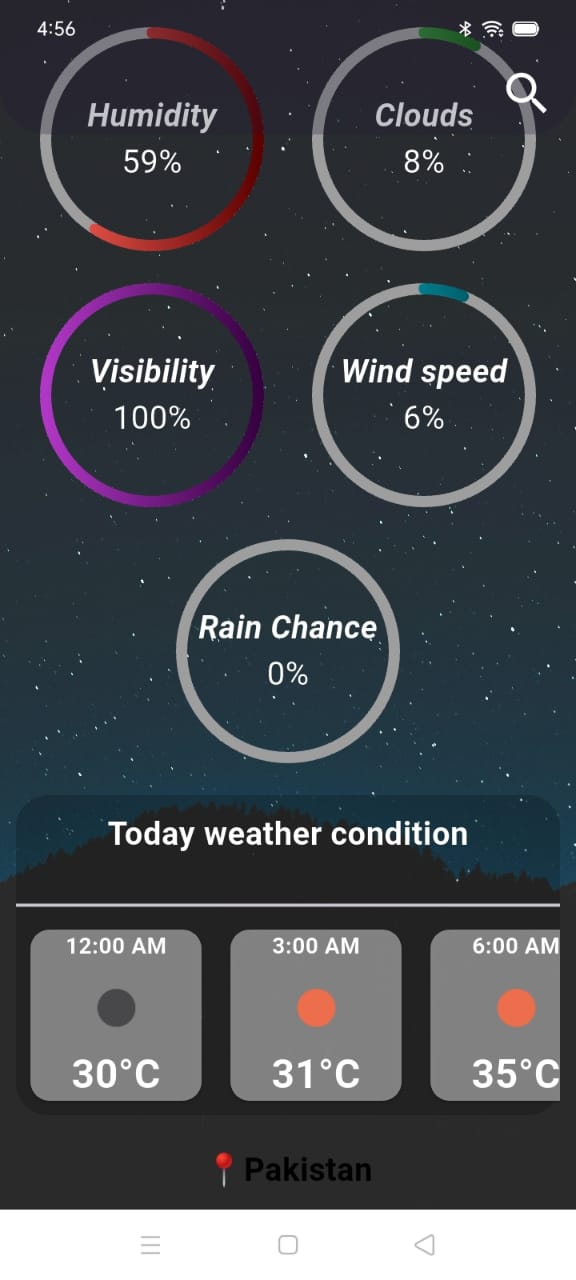 4:56
Humidity
59%
Clouds
8%
Visibility
100%
Wind speed
6%
Rain Chance
0%
Today weather condition
12:00 AM
3:00 AM
6:00 AM
30°C
31°C
35°C
Pakistan